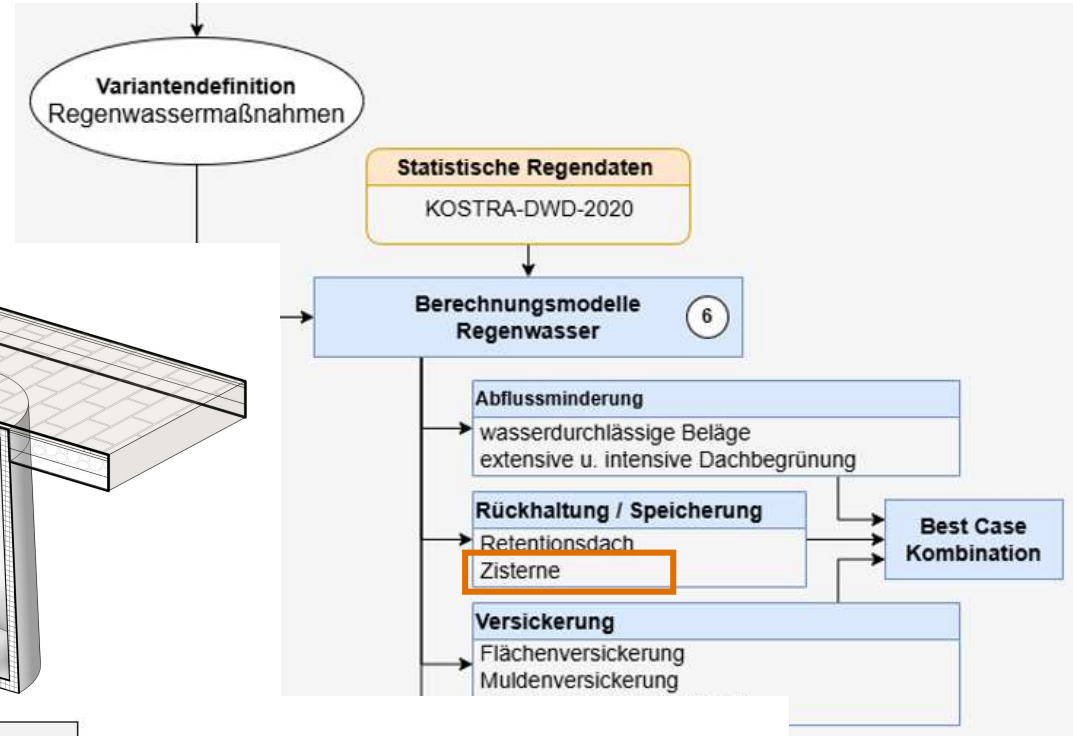 Variantendefinition
Regenwassermaßnahmen
Statistische Regendaten
KOSTRA-DWD-2020
Berechnungsmodelle
Regenwasser
6
Abflussminderung
wasserdurchlässige Beläge
extensive u. intensive Dachbegrünung
Rückhaltung / Speicherung
Retentionsdach
Zisterne
Best Case
Kombination
Versickerung
Flächenversickerung
Muldenversickerung